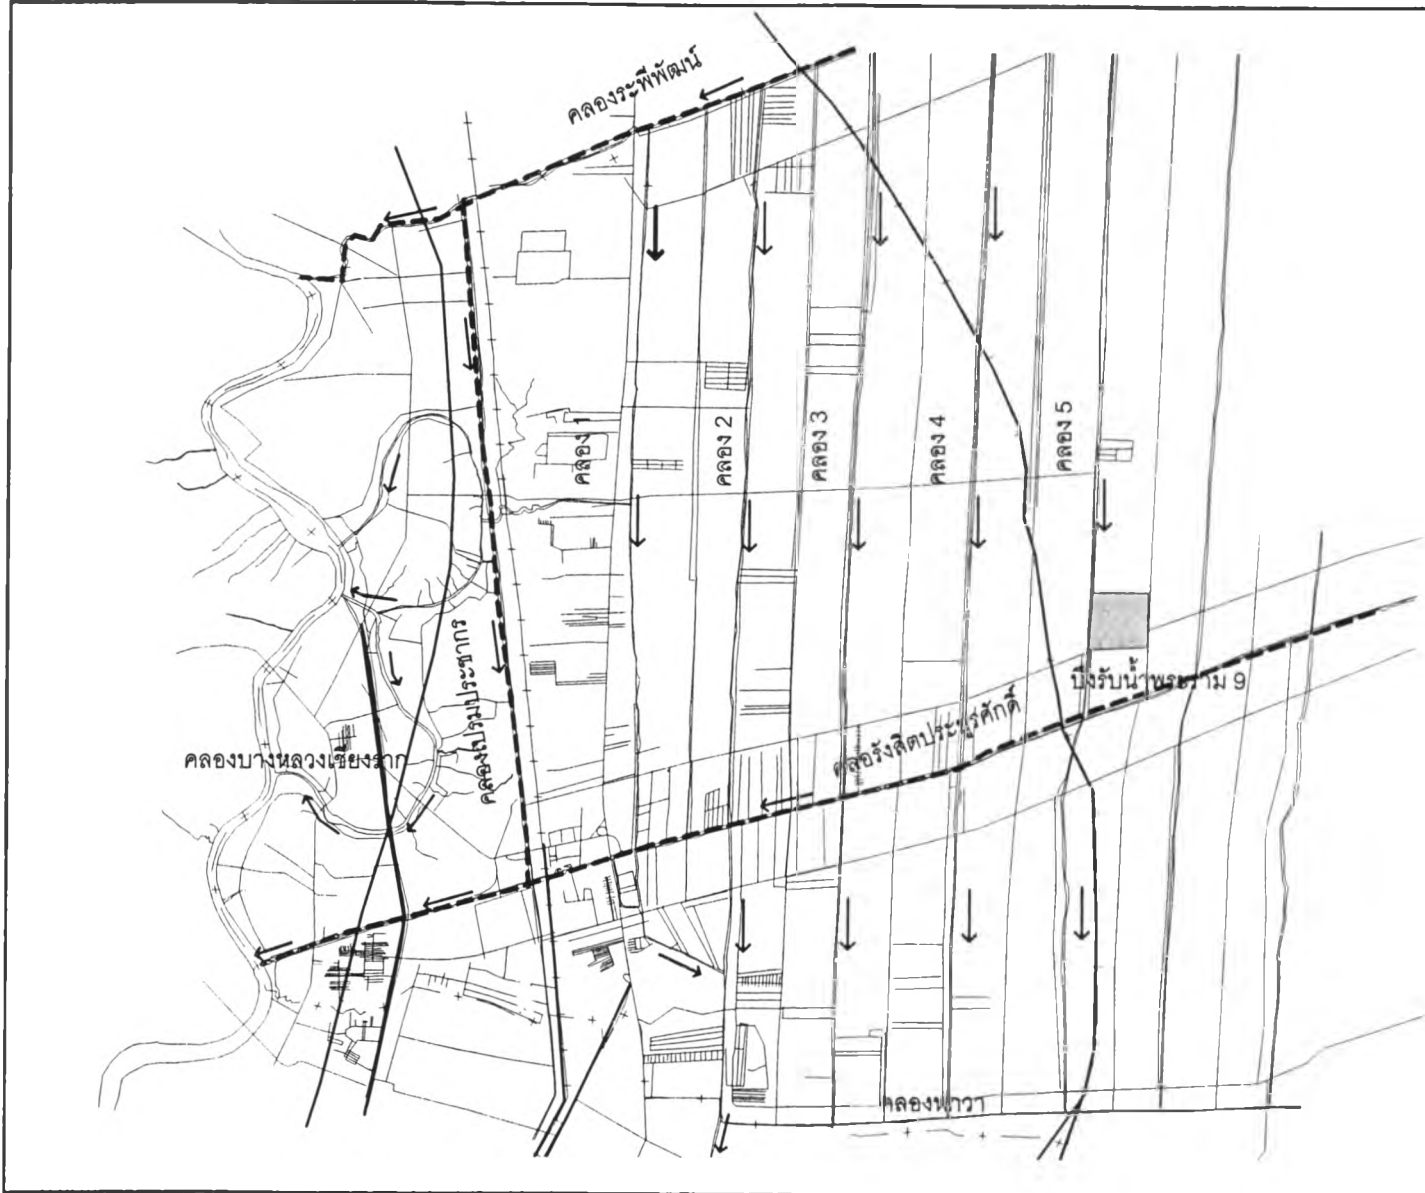 คลองระพีพัฒน์
คลอง 1
คลอง 2
คลอง 3
คลอง 4
คลอง 5
คลองเปรมประชากร
บึงรับน้ำพระราม 9
คลอรังสิตประยูรศักดิ์
คลองบางหลวงเชียงราก
คลองหกวา